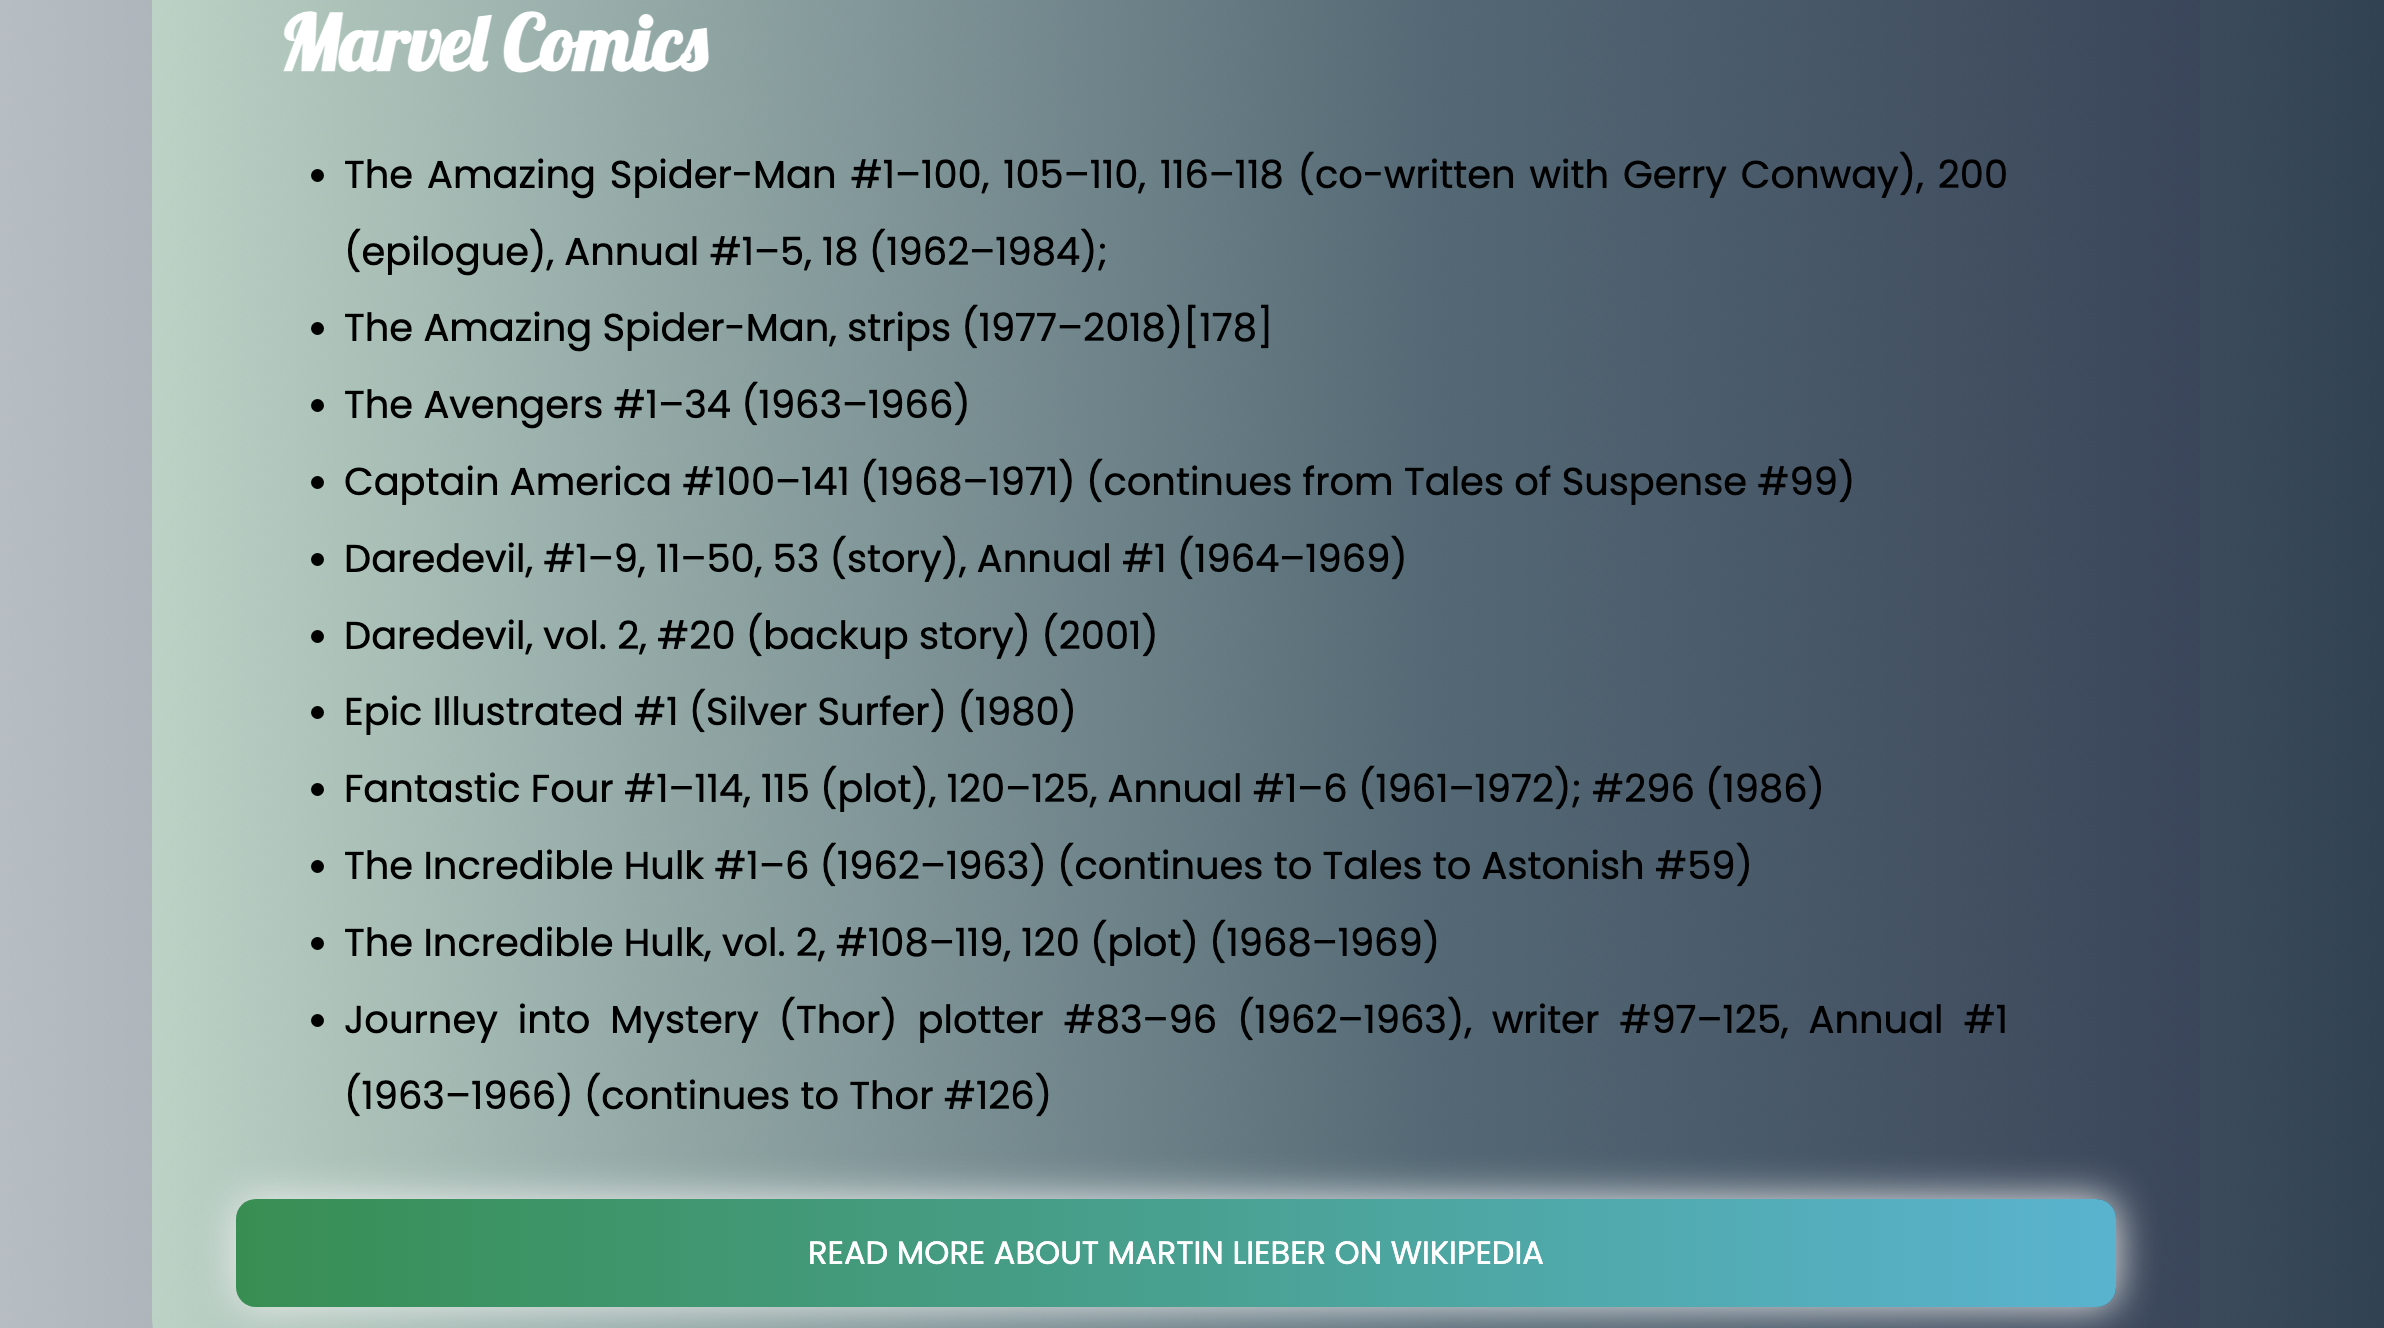 Marvel Comics
• The Amazing Spider-Man #1–100, 105–110, 116–118 (co-written with Gerry Conway), 200
(epilogue), Annual #1–5, 18 (1962–1984);
• The Amazing Spider-Man, strips (1977–2018)[178]
• The Avengers #1–34 (1963–1966)
• Captain America #100–141 (1968–1971) (continues from Tales of Suspense #99)
• Daredevil, #1–9, 11–50, 53 (story), Annual #1 (1964–1969)
• Daredevil, vol. 2, #20 (backup story) (2001)
• Epic Illustrated #1 (Silver Surfer) (1980)
• Fantastic Four #1–114, 115 (plot), 120–125, Annual #1–6 (1961–1972); #296 (1986)
• The Incredible Hulk #1–6 (1962–1963) (continues to Tales to Astonish #59)
• The Incredible Hulk, vol. 2, #108–119, 120 (plot) (1968–1969)
• Journey into Mystery (Thor) plotter #83–96 (1962–1963), writer #97–125, Annual #1
(1963–1966) (continues to Thor #126)
READ MORE ABOUT MARTIN LIEBER ON WIKIPEDIA